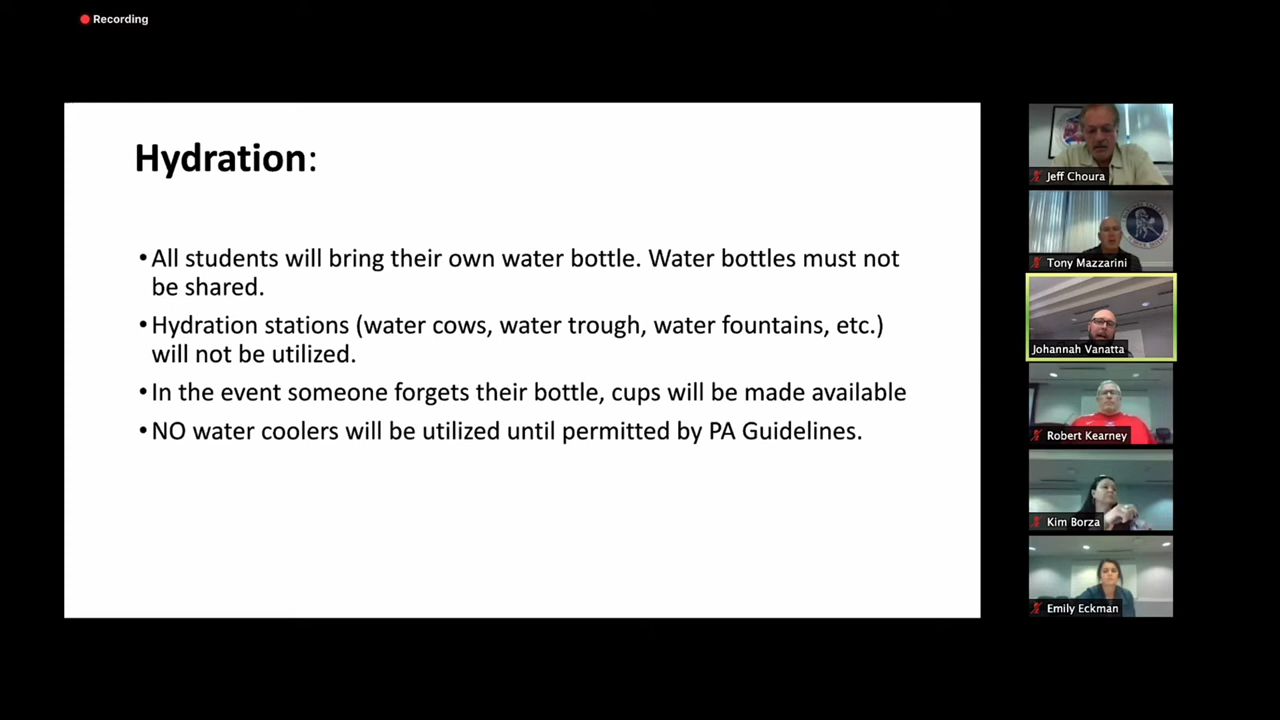 Recording
Hydration:
•All students will bring their own water bottle. Water bottles must not
be shared.
•Hydration stations (water cows, water trough, water fountains, etc.)
will not be utilized.
•In the event someone forgets their bottle, cups will be made available
•NO water coolers will be utilized until permitted by PA Guidelines.
Jeff Choura
Tony Mazzarini
Johannah Vanatta
Robert Kearney
Kim Borza
Emily Eckman